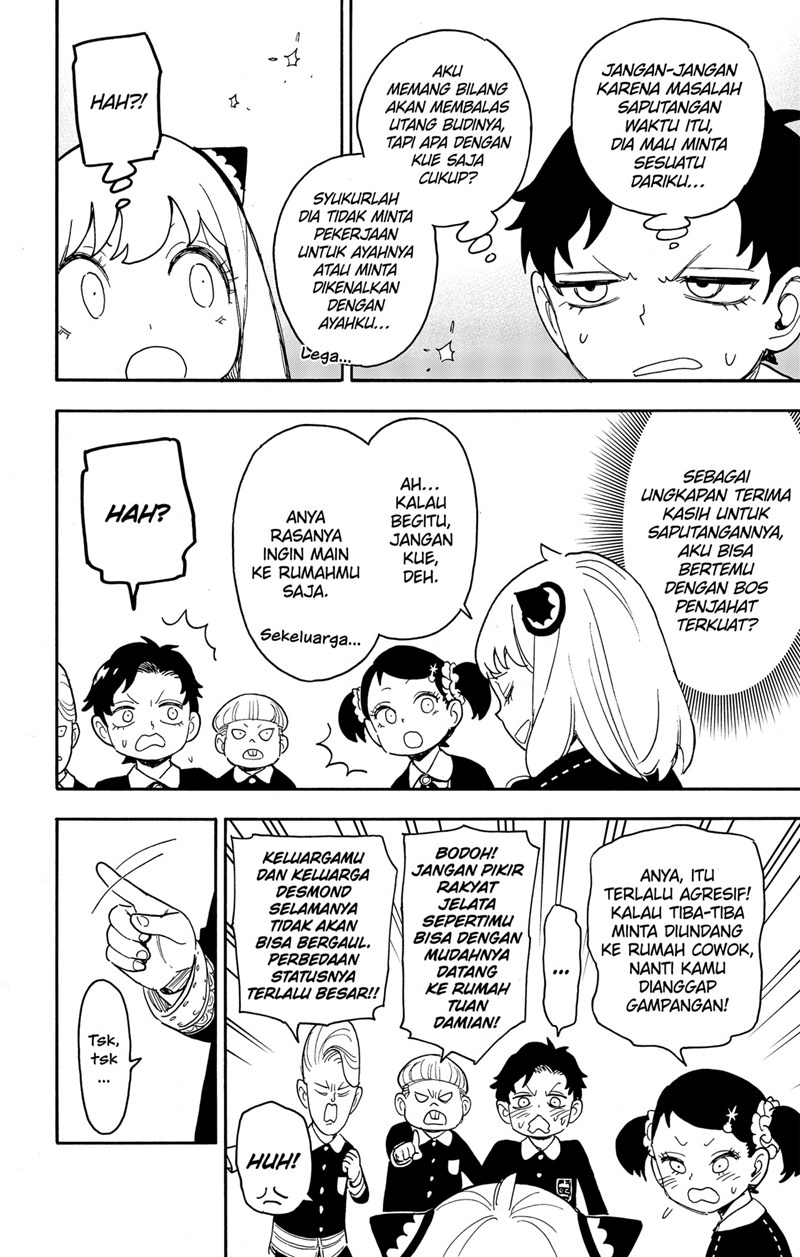 JANGAN-JANGAN
KARENA MASALAH
SAPUTANGAN
WAKTU ITU,
DIA MAU MINTA
SESUATU
DARIKU...
AKU
MEMANG BILANG
AKAN MEMBALAS
UTANG BUDINYA,
TAPI APA DENGAN
KUE SAJA
CUKUP?
SYUKURLAH
DIA TIDAK MINTA
PEKERJAAN
UNTUK AYAHNYA
ATAU MINTA
DIKENALKAN
DENGAN
AYAHKU...
Lega...
HAH?!
SEBAGAI
UNGKAPAN TERIMA
KASIH UNTUK
SAPUTANGANNYA,
AKU BISA
BERTEMU
DENGAN BOS
PENJAHAT
TERKUAT?
AH...
KALAU
BEGITU,
JANGAN
KUE,
DEH.
ANYA
RASANYA
INGIN MAIN
KE RUMAHMU
SAJA.
Sekeluarga...
HAH?
ANYA, ITU
TERLALU AGRESIF!
KALAU TIBA-TIBA
MINTA DIUNDANG
KE RUMAH COWOK,
NANTI KAMU
DIANGGAP
GAMPANGAN!
...
BODOH!
JANGAN PIKIR
RAKYAT
JELATA
SEPERTIMU
BISA DENGAN
MUDAHNYA
DATANG
KE RUMAH
TUAN
DAMIAN!
KELUARGAMU
DAN KELUARGA
DESMOND
SELAMANYA
TIDAK AKAN
BISA BERGAUL.
PERBEDAAN
STATUSNYA
TERLALU BESAR!!
HUH!
Tsk,
tsk
...